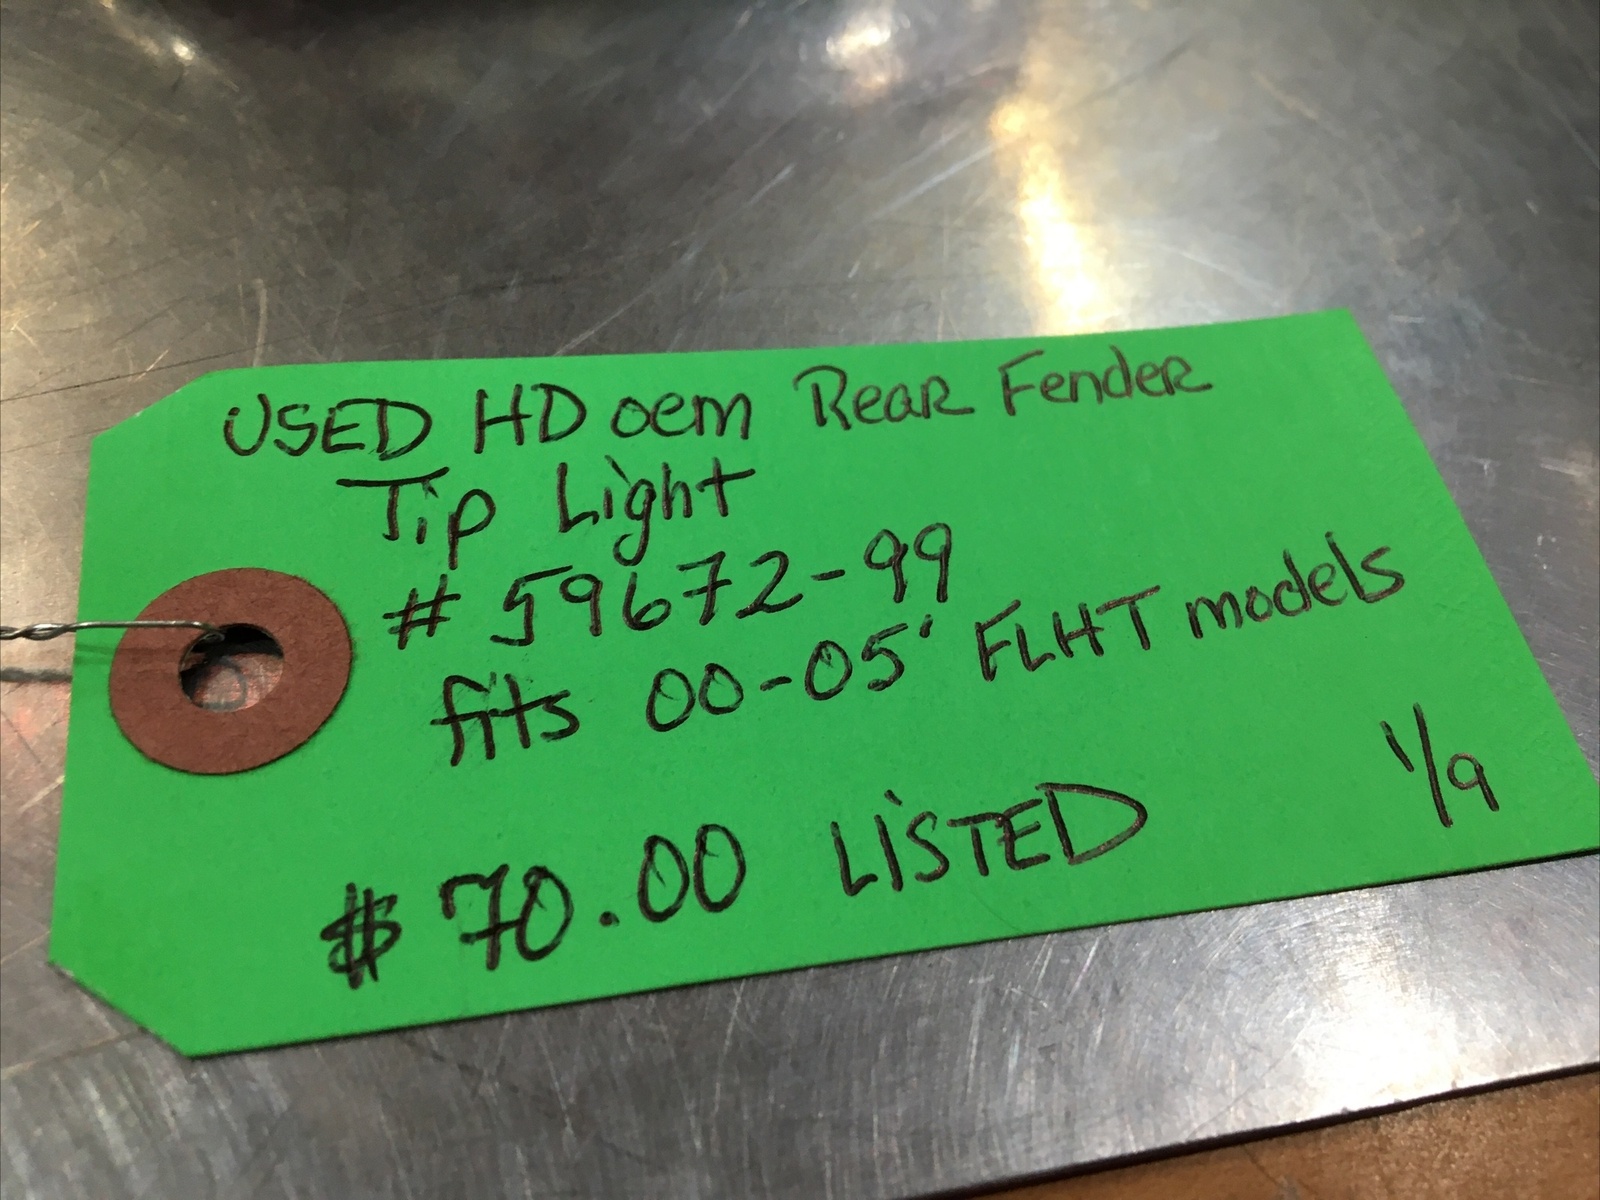 USED HD oem Rear Fender
Tip Light
# 59672-99
fits 00-05' FLHT models
1/9
$70.00 LiSTED